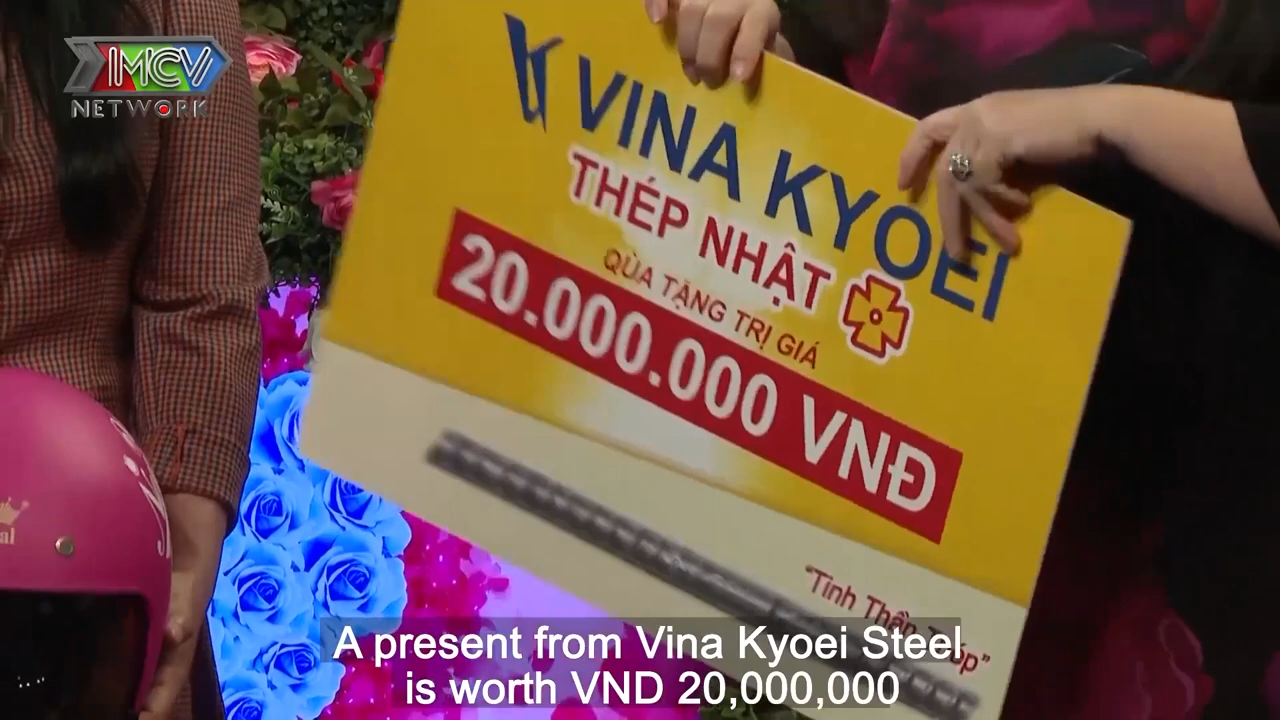 MCV
NETWORK
VINA KYOEI
THÉP NHẬT
QÙA TẶNG TRỊ GIÁ
20.000.000 VNĐ
"Tinh Thần
A present from Vina Kyoei Steel
is worth VND 20,000,000